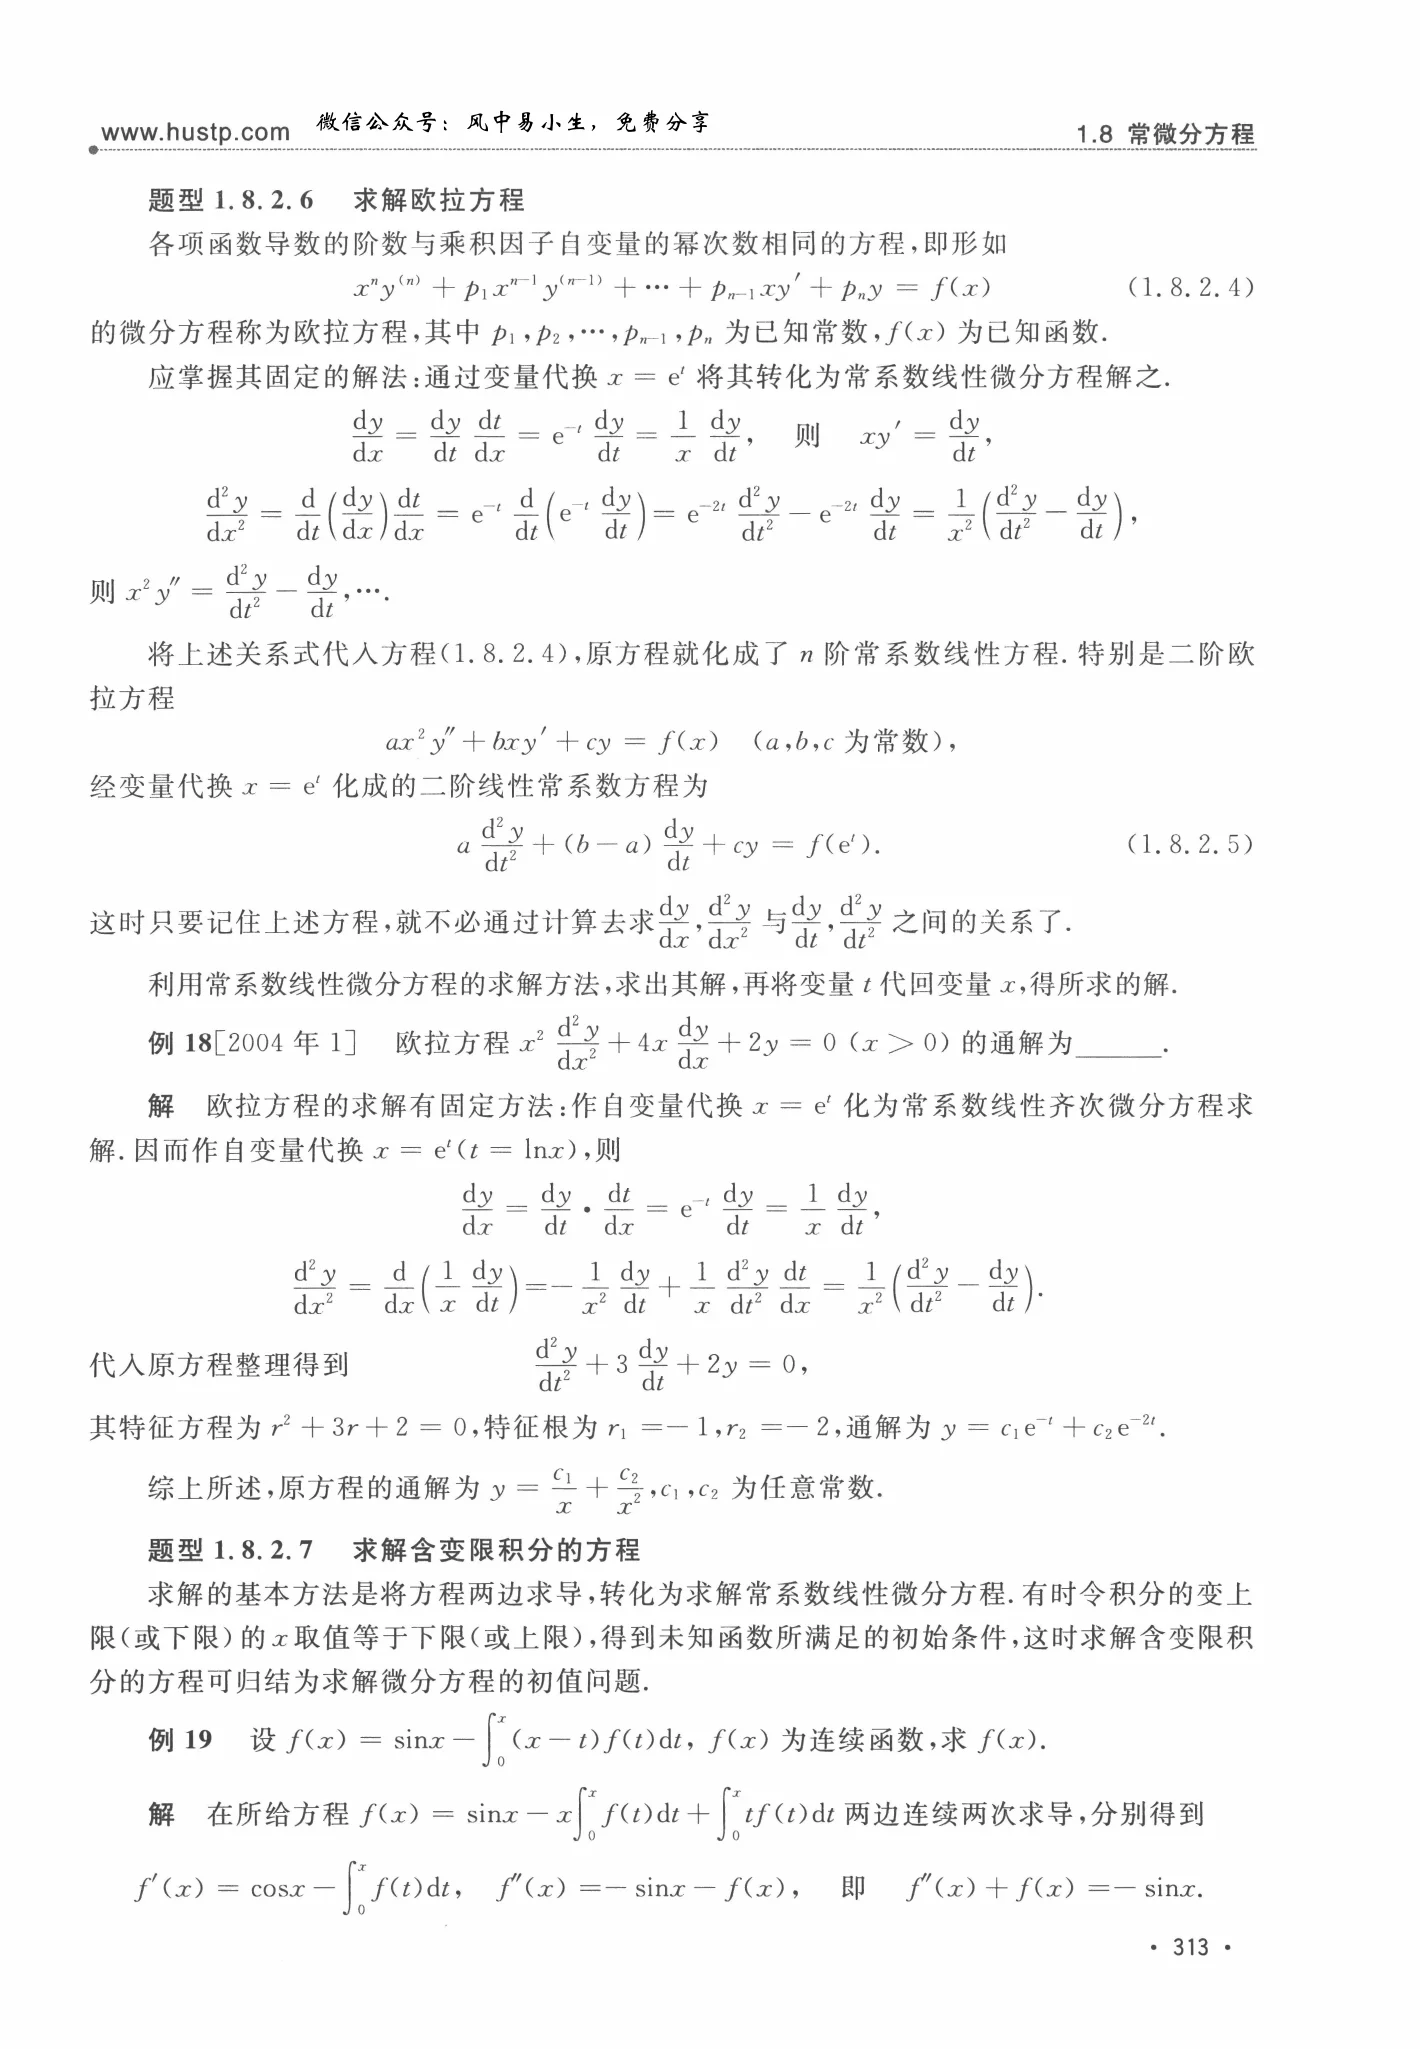 www.hustp.com 微信公众号：风中易小生，免费分享 1.8 常微分方程
题型 1.8.2.6 求解欧拉方程
各项函数导数的阶数与乘积因子自变量的幂次数相同的方程,即形如
$x^n y^{(n)} + p_1 x^{n-1} y^{(n-1)} + \cdots + p_{n-1} x y' + p_n y = f(x)$ (1.8.2.4)
的微分方程称为欧拉方程,其中 $p_1, p_2, \cdots, p_{n-1}, p_n$ 为已知常数, $f(x)$ 为已知函数.
应掌握其固定的解法:通过变量代换 $x = e^t$ 将其转化为常系数线性微分方程解之.
$\frac{dy}{dx} = \frac{dy}{dt} \frac{dt}{dx} = e^{-t} \frac{dy}{dt} = \frac{1}{x} \frac{dy}{dt}$, 则 $xy' = \frac{dy}{dt}$,
$\frac{d^2y}{dx^2} = \frac{d}{dt}\left(\frac{dy}{dx}\right)\frac{dt}{dx} = e^{-t} \frac{d}{dt}\left(e^{-t} \frac{dy}{dt}\right) = e^{-2t} \frac{d^2y}{dt^2} - e^{-2t} \frac{dy}{dt} = \frac{1}{x^2}\left(\frac{d^2y}{dt^2} - \frac{dy}{dt}\right)$,
则 $x^2 y'' = \frac{d^2y}{dt^2} - \frac{dy}{dt}, \cdots$.
将上述关系式代入方程(1.8.2.4),原方程就化成了 $n$ 阶常系数线性方程.特别是二阶欧
拉方程
$ax^2 y'' + bxy' + cy = f(x)$ ($a, b, c$ 为常数),
经变量代换 $x = e^t$ 化成的二阶线性常系数方程为
$a \frac{d^2y}{dt^2} + (b - a) \frac{dy}{dt} + cy = f(e^t)$. (1.8.2.5)
这时只要记住上述方程,就不必通过计算去求 $\frac{dy}{dx}, \frac{d^2y}{dx^2}$ 与 $\frac{dy}{dt}, \frac{d^2y}{dt^2}$ 之间的关系了.
利用常系数线性微分方程的求解方法,求出其解,再将变量 $t$ 代回变量 $x$,得所求的解.
例 18[2004 年 1] 欧拉方程 $x^2 \frac{d^2y}{dx^2} + 4x \frac{dy}{dx} + 2y = 0$ $(x > 0)$ 的通解为______.
解 欧拉方程的求解有固定方法:作自变量代换 $x = e^t$ 化为常系数线性齐次微分方程求
解.因而作自变量代换 $x = e^t (t = \ln x)$,则
$\frac{dy}{dx} = \frac{dy}{dt} \cdot \frac{dt}{dx} = e^{-t} \frac{dy}{dt} = \frac{1}{x} \frac{dy}{dt}$,
$\frac{d^2y}{dx^2} = \frac{d}{dx}\left(\frac{1}{x} \frac{dy}{dt}\right) = -\frac{1}{x^2} \frac{dy}{dt} + \frac{1}{x} \frac{d^2y}{dt^2} \frac{dt}{dx} = \frac{1}{x^2}\left(\frac{d^2y}{dt^2} - \frac{dy}{dt}\right)$.
代入原方程整理得到 $\frac{d^2y}{dt^2} + 3 \frac{dy}{dt} + 2y = 0$,
其特征方程为 $r^2 + 3r + 2 = 0$,特征根为 $r_1 = -1, r_2 = -2$,通解为 $y = c_1 e^{-t} + c_2 e^{-2t}$.
综上所述,原方程的通解为 $y = \frac{c_1}{x} + \frac{c_2}{x^2}, c_1, c_2$ 为任意常数.
题型 1.8.2.7 求解含变限积分的方程
求解的基本方法是将方程两边求导,转化为求解常系数线性微分方程.有时令积分的变上
限(或下限)的 $x$ 取值等于下限(或上限),得到未知函数所满足的初始条件,这时求解含变限积
分的方程可归结为求解微分方程的初值问题.
例 19 设 $f(x) = \sin x - \int_0^x (x - t) f(t) dt$, $f(x)$ 为连续函数,求 $f(x)$.
解 在所给方程 $f(x) = \sin x - x \int_0^x f(t) dt + \int_0^x t f(t) dt$ 两边连续两次求导,分别得到
$f'(x) = \cos x - \int_0^x f(t) dt$, $f''(x) = -\sin x - f(x)$, 即 $f''(x) + f(x) = -\sin x$.
· 313 ·